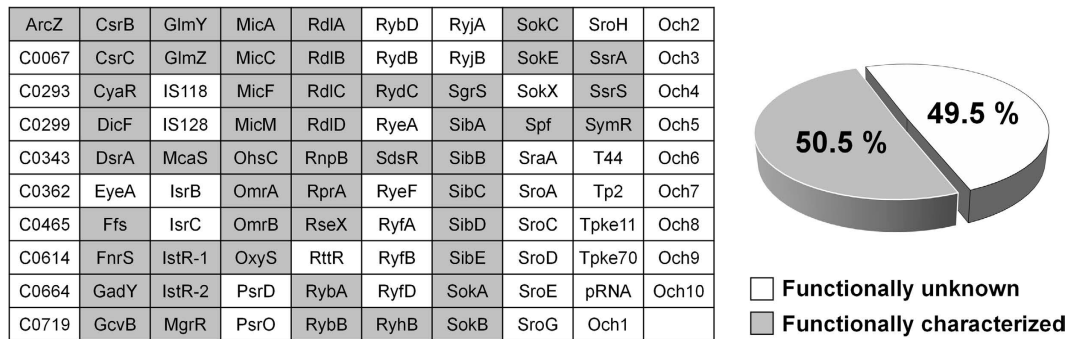 ArcZ CsrB GlmY MicA RdlA RybD RyjA SokC SroH Och2
C0067 CsrC GlmZ MicC RdlB RydB RyjB SokE SsrA Och3
C0293 CyaR IS118 MicF RdlC RydC SgrS SokX SsrS Och4
C0299 DicF IS128 MicM RdlD RyeA SibA Spf SymR Och5
C0343 DsrA McaS OhsC RnpB SdsR SibB SraA T44 Och6
C0362 EyeA IsrB OmrA RprA RyeF SibC SroA Tp2 Och7
C0465 Ffs IsrC OmrB RseX RyfA SibD SroC Tpke11 Och8
C0614 FnrS IstR-1 OxyS RttR RyfB SibE SroD Tpke70 Och9
C0664 GadY IstR-2 PsrD RybA RyfD SokA SroE pRNA Och10
C0719 GcvB MgrR PsrO RybB RyhB SokB SroG Och1
49.5 %
50.5 %
Functionally unknown
Functionally characterized